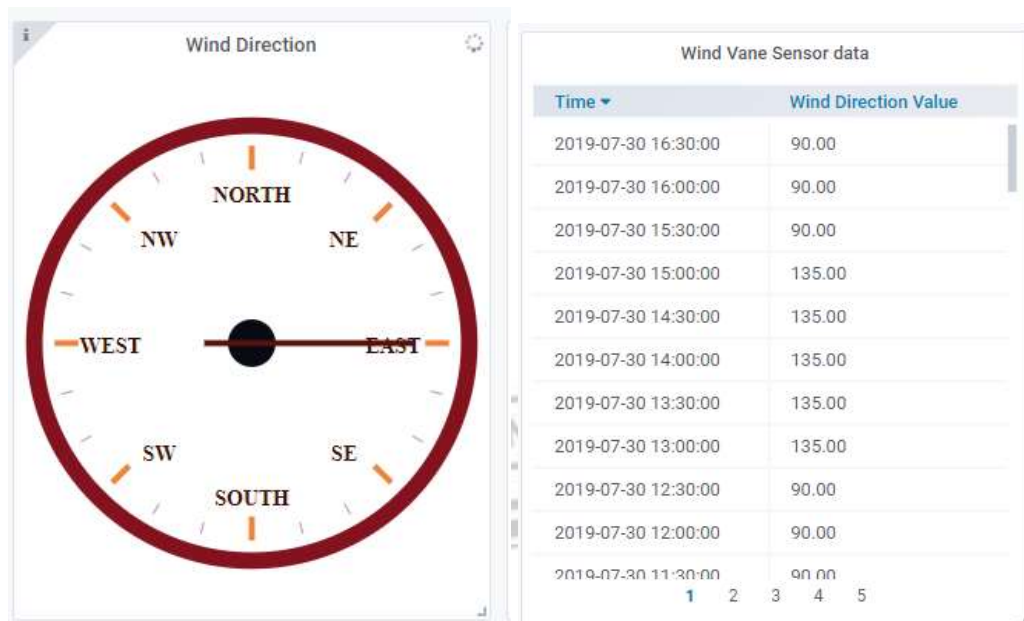 i
Wind Direction
NORTH
NW
NE
WEST
EAST
SW
SE
SOUTH
Wind Vane Sensor data
Time Wind Direction Value
2019-07-30 16:30:00 90.00
2019-07-30 16:00:00 90.00
2019-07-30 15:30:00 90.00
2019-07-30 15:00:00 135.00
2019-07-30 14:30:00 135.00
2019-07-30 14:00:00 135.00
2019-07-30 13:30:00 135.00
2019-07-30 13:00:00 135.00
2019-07-30 12:30:00 90.00
2019-07-30 12:00:00 90.00
2019-07-30 11:30:00 90.00
1 2 3 4 5